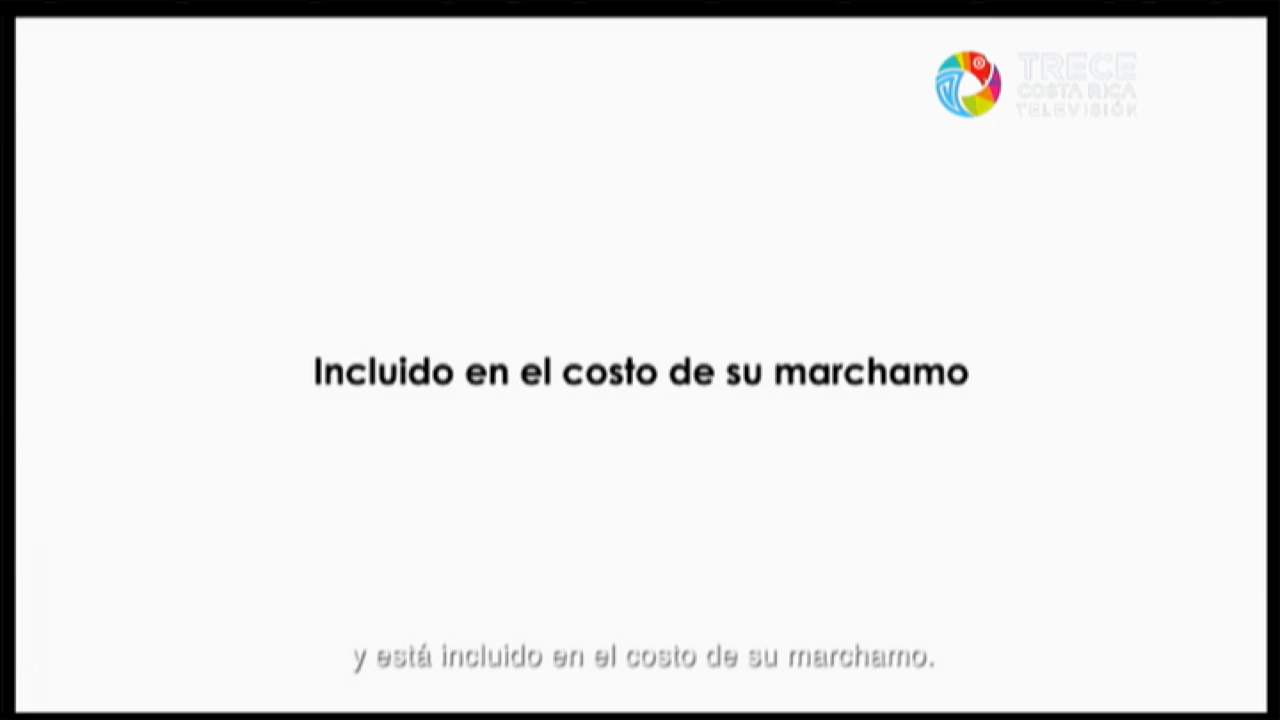 TRECE
COSTA RICA
TELEVISIÓN
Incluido en el costo de su marchamo
y está incluido en el costo de su marchamo.